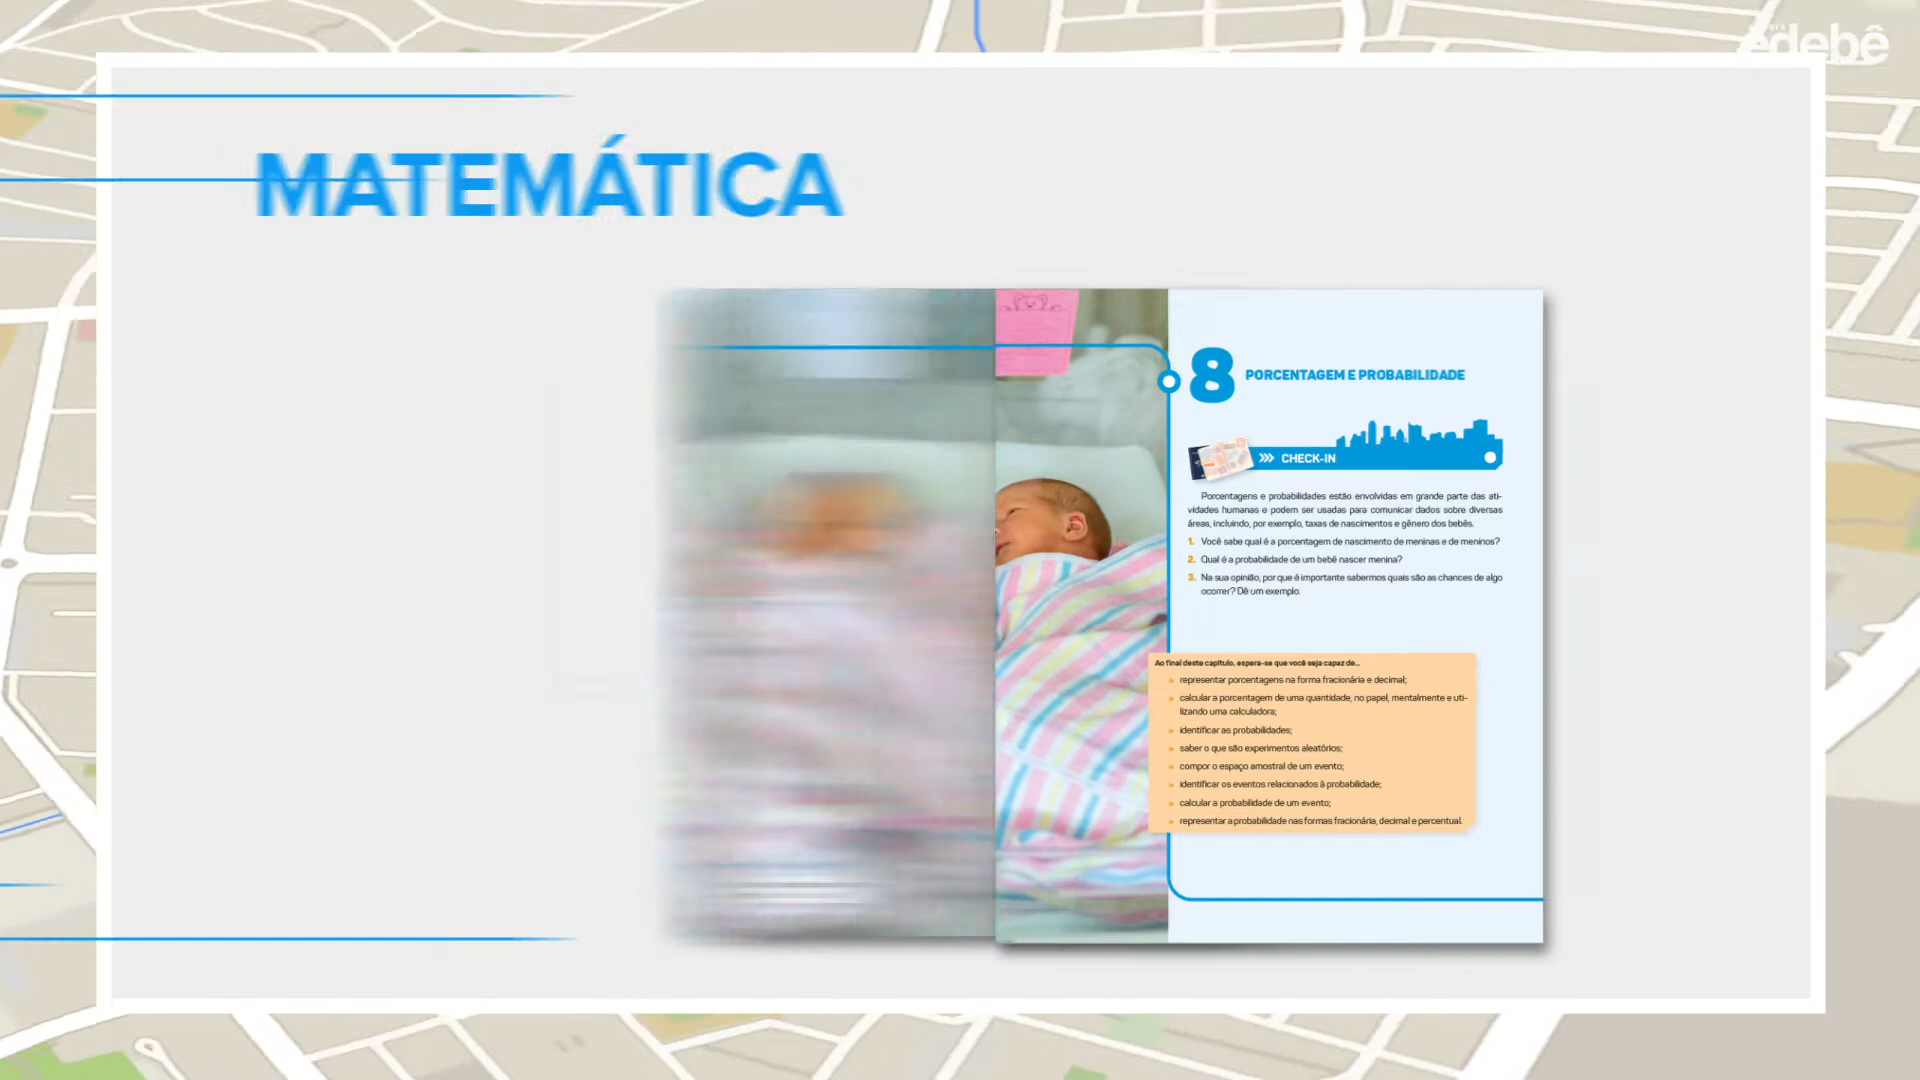 edebê
MATEMÁTICA
8
PORCENTAGEM E PROBABILIDADE
CHECK-IN
Porcentagens e probabilidades estão envolvidas em grande parte das ati-
vidades humanas e podem ser usadas para comunicar dados sobre diversas
áreas, incluindo, por exemplo, taxas de nascimentos e gênero dos bebês.
1. Você sabe qual é a porcentagem de nascimento de meninas e de meninos?
2. Qual é a probabilidade de um bebê nascer menina?
3. Na sua opinião, por que é importante sabermos quais são as chances de algo
ocorrer? Dê um exemplo.
Ao final deste capítulo, espera-se que você seja capaz de...
» representar porcentagens na forma fracionária e decimal;
» calcular a porcentagem de uma quantidade, no papel, mentalmente e uti-
lizando uma calculadora;
» identificar as probabilidades;
» saber o que são experimentos aleatórios;
» compor o espaço amostral de um evento;
» identificar os eventos relacionados à probabilidade;
» calcular a probabilidade de um evento;
» representar a probabilidade nas formas fracionária, decimal e percentual.